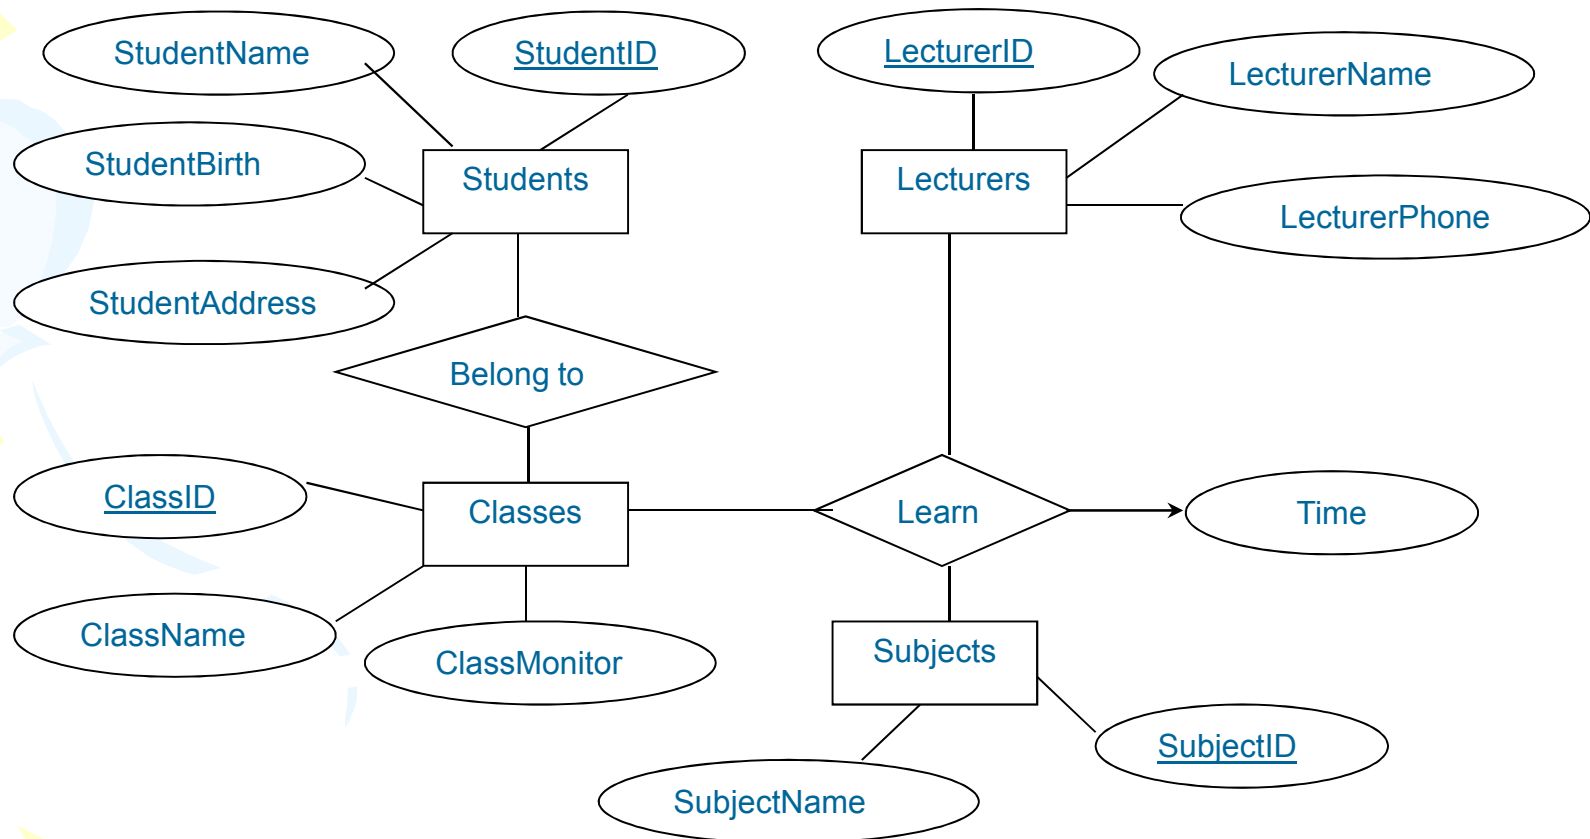 StudentName
StudentID
LecturerID
LecturerName
StudentBirth
Students
Lecturers
LecturerPhone
StudentAddress
Belong to
ClassID
Classes
Learn
Time
ClassName
ClassMonitor
Subjects
SubjectID
SubjectName